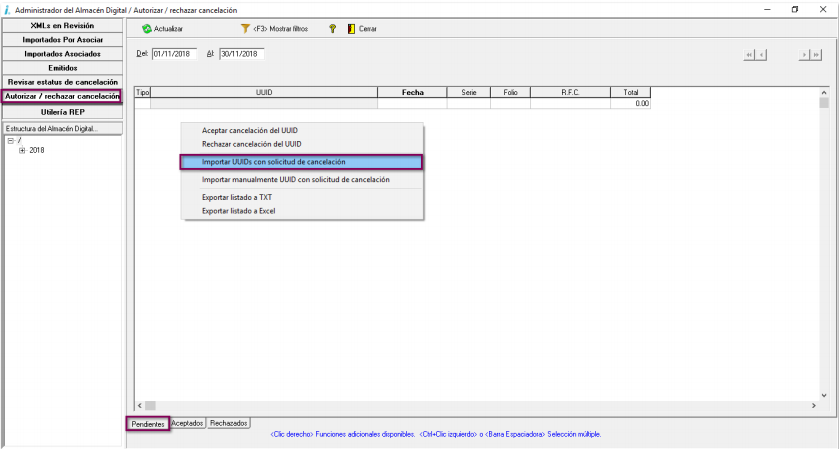 Administrador del Almacén Digital / Autorizar / rechazar cancelación
XMLs en Revisión
Importados Por Asociar
Importados Asociados
Emitidos
Revisar estatus de cancelación
Autorizar / rechazar cancelación
Utilería REP
Estructura del Almacén Digital...
/
2018
Actualizar <F3> Mostrar filtros Cerrar
Del: 01/11/2018 Al: 30/11/2018
Tipo UUID Fecha Serie Folio R.F.C. Total
0.00
Aceptar cancelación del UUID
Rechazar cancelación del UUID
Importar UUIDs con solicitud de cancelación
Importar manualmente UUID con solicitud de cancelación
Exportar listado a TXT
Exportar listado a Excel
Pendientes Aceptados Rechazados
<Clic derecho> Funciones adicionales disponibles. <Ctrl+Clic izquierdo> o <Barra Espaciadora> Selección múltiple.